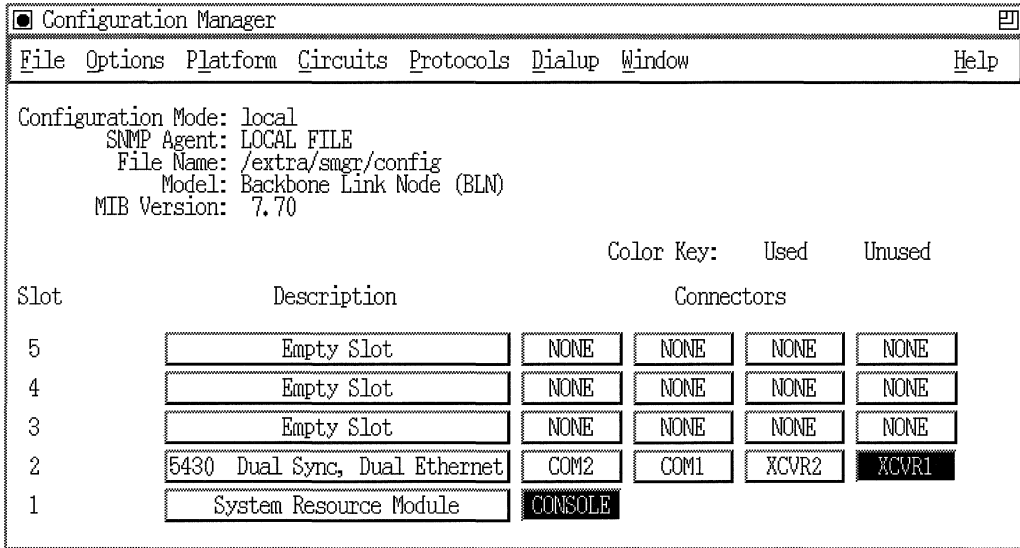 Configuration Manager
File Options Platform Circuits Protocols Dialup Window Help
Configuration Mode: local
SNMP Agent: LOCAL FILE
File Name: /extra/smgr/config
Model: Backbone Link Node (BLN)
MIB Version: 7.70
Color Key: Used Unused
Slot Description Connectors
5 Empty Slot NONE NONE NONE NONE
4 Empty Slot NONE NONE NONE NONE
3 Empty Slot NONE NONE NONE NONE
2 5430 Dual Sync, Dual Ethernet COM2 COM1 XCVR2 XCVR1
1 System Resource Module CONSOLE